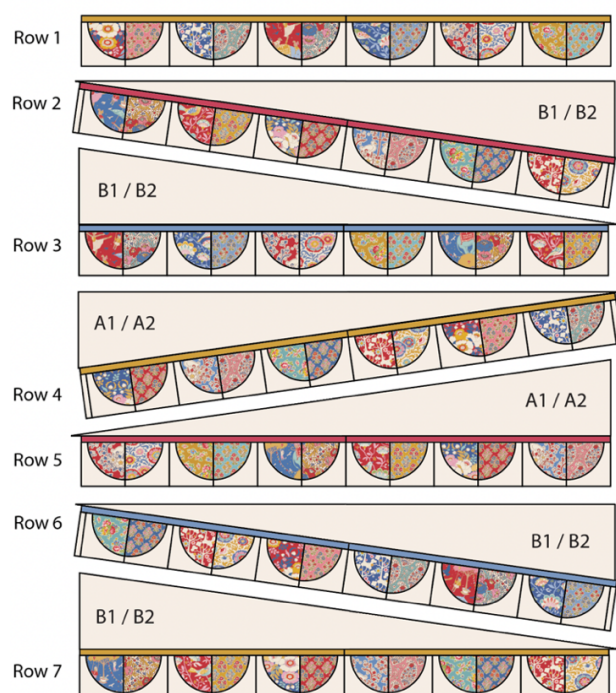 Row 1
Row 2
B1 / B2
B1 / B2
Row 3
A1 / A2
Row 4
A1 / A2
Row 5
Row 6
B1 / B2
B1 / B2
Row 7